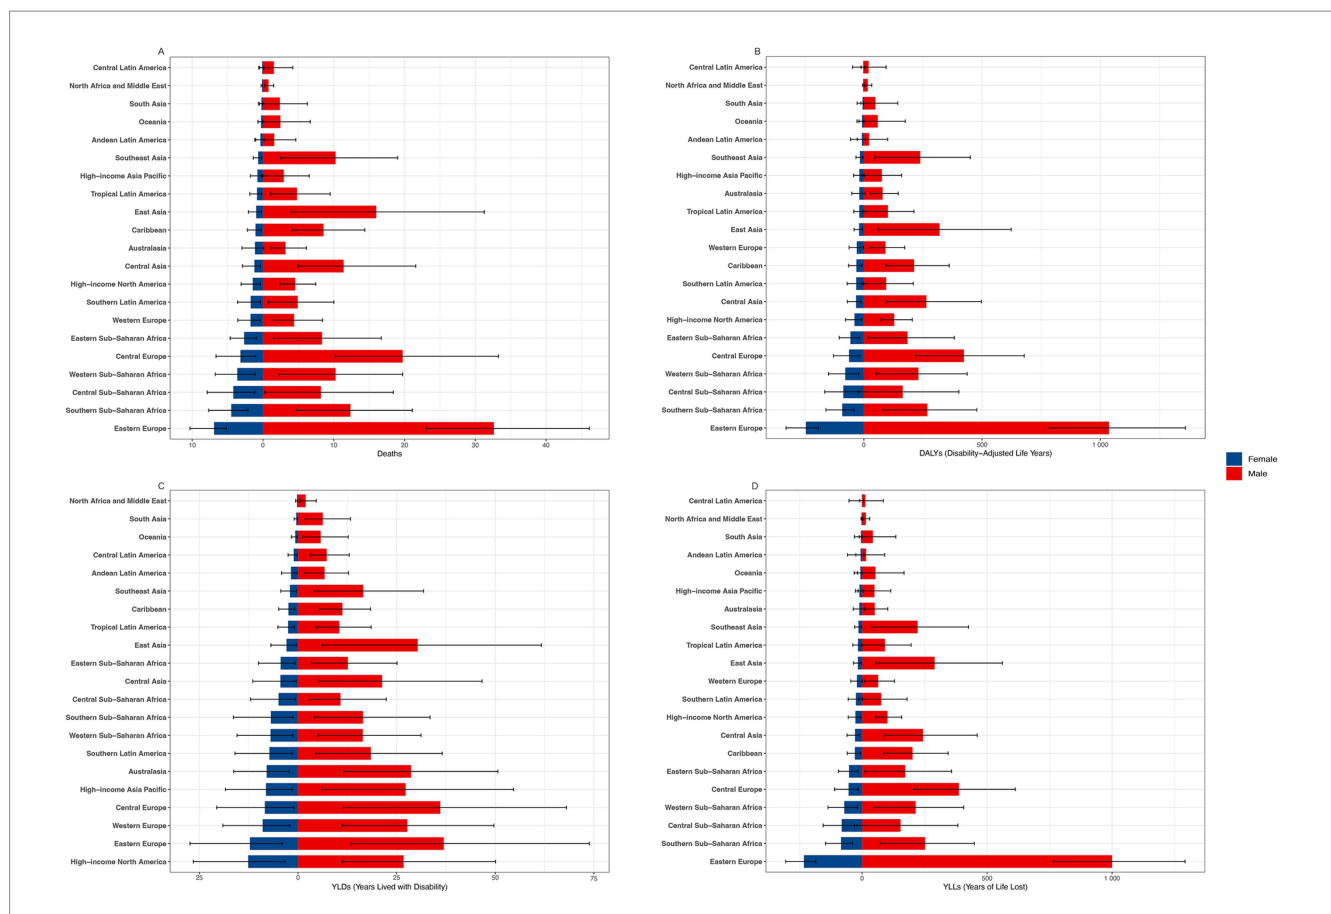 A
Central Latin America
North Africa and Middle East
South Asia
Oceania
Andean Latin America
Southeast Asia
High-income Asia Pacific
Tropical Latin America
East Asia
Caribbean
Australasia
Central Asia
High-income North America
Southern Latin America
Western Europe
Eastern Sub-Saharan Africa
Central Europe
Western Sub-Saharan Africa
Central Sub-Saharan Africa
Southern Sub-Saharan Africa
Eastern Europe
10 0 10 20 30 40
Deaths
B
Central Latin America
North Africa and Middle East
South Asia
Oceania
Andean Latin America
Southeast Asia
High-income Asia Pacific
Australasia
Tropical Latin America
East Asia
Western Europe
Caribbean
Southern Latin America
Central Asia
High-income North America
Eastern Sub-Saharan Africa
Central Europe
Western Sub-Saharan Africa
Central Sub-Saharan Africa
Southern Sub-Saharan Africa
Eastern Europe
0 500 1 000
DALYs (Disability-Adjusted Life Years)
Female
Male
C
North Africa and Middle East
South Asia
Oceania
Central Latin America
Andean Latin America
Southeast Asia
Caribbean
Tropical Latin America
East Asia
Eastern Sub-Saharan Africa
Central Asia
Central Sub-Saharan Africa
Southern Sub-Saharan Africa
Western Sub-Saharan Africa
Southern Latin America
Australasia
High-income Asia Pacific
Central Europe
Western Europe
Eastern Europe
High-income North America
25 0 25 50 75
YLDs (Years Lived with Disability)
D
Central Latin America
North Africa and Middle East
South Asia
Andean Latin America
Oceania
High-income Asia Pacific
Australasia
Southeast Asia
Tropical Latin America
East Asia
Western Europe
Southern Latin America
High-income North America
Central Asia
Caribbean
Eastern Sub-Saharan Africa
Central Europe
Western Sub-Saharan Africa
Central Sub-Saharan Africa
Southern Sub-Saharan Africa
Eastern Europe
0 500 1 000
YLLs (Years of Life Lost)